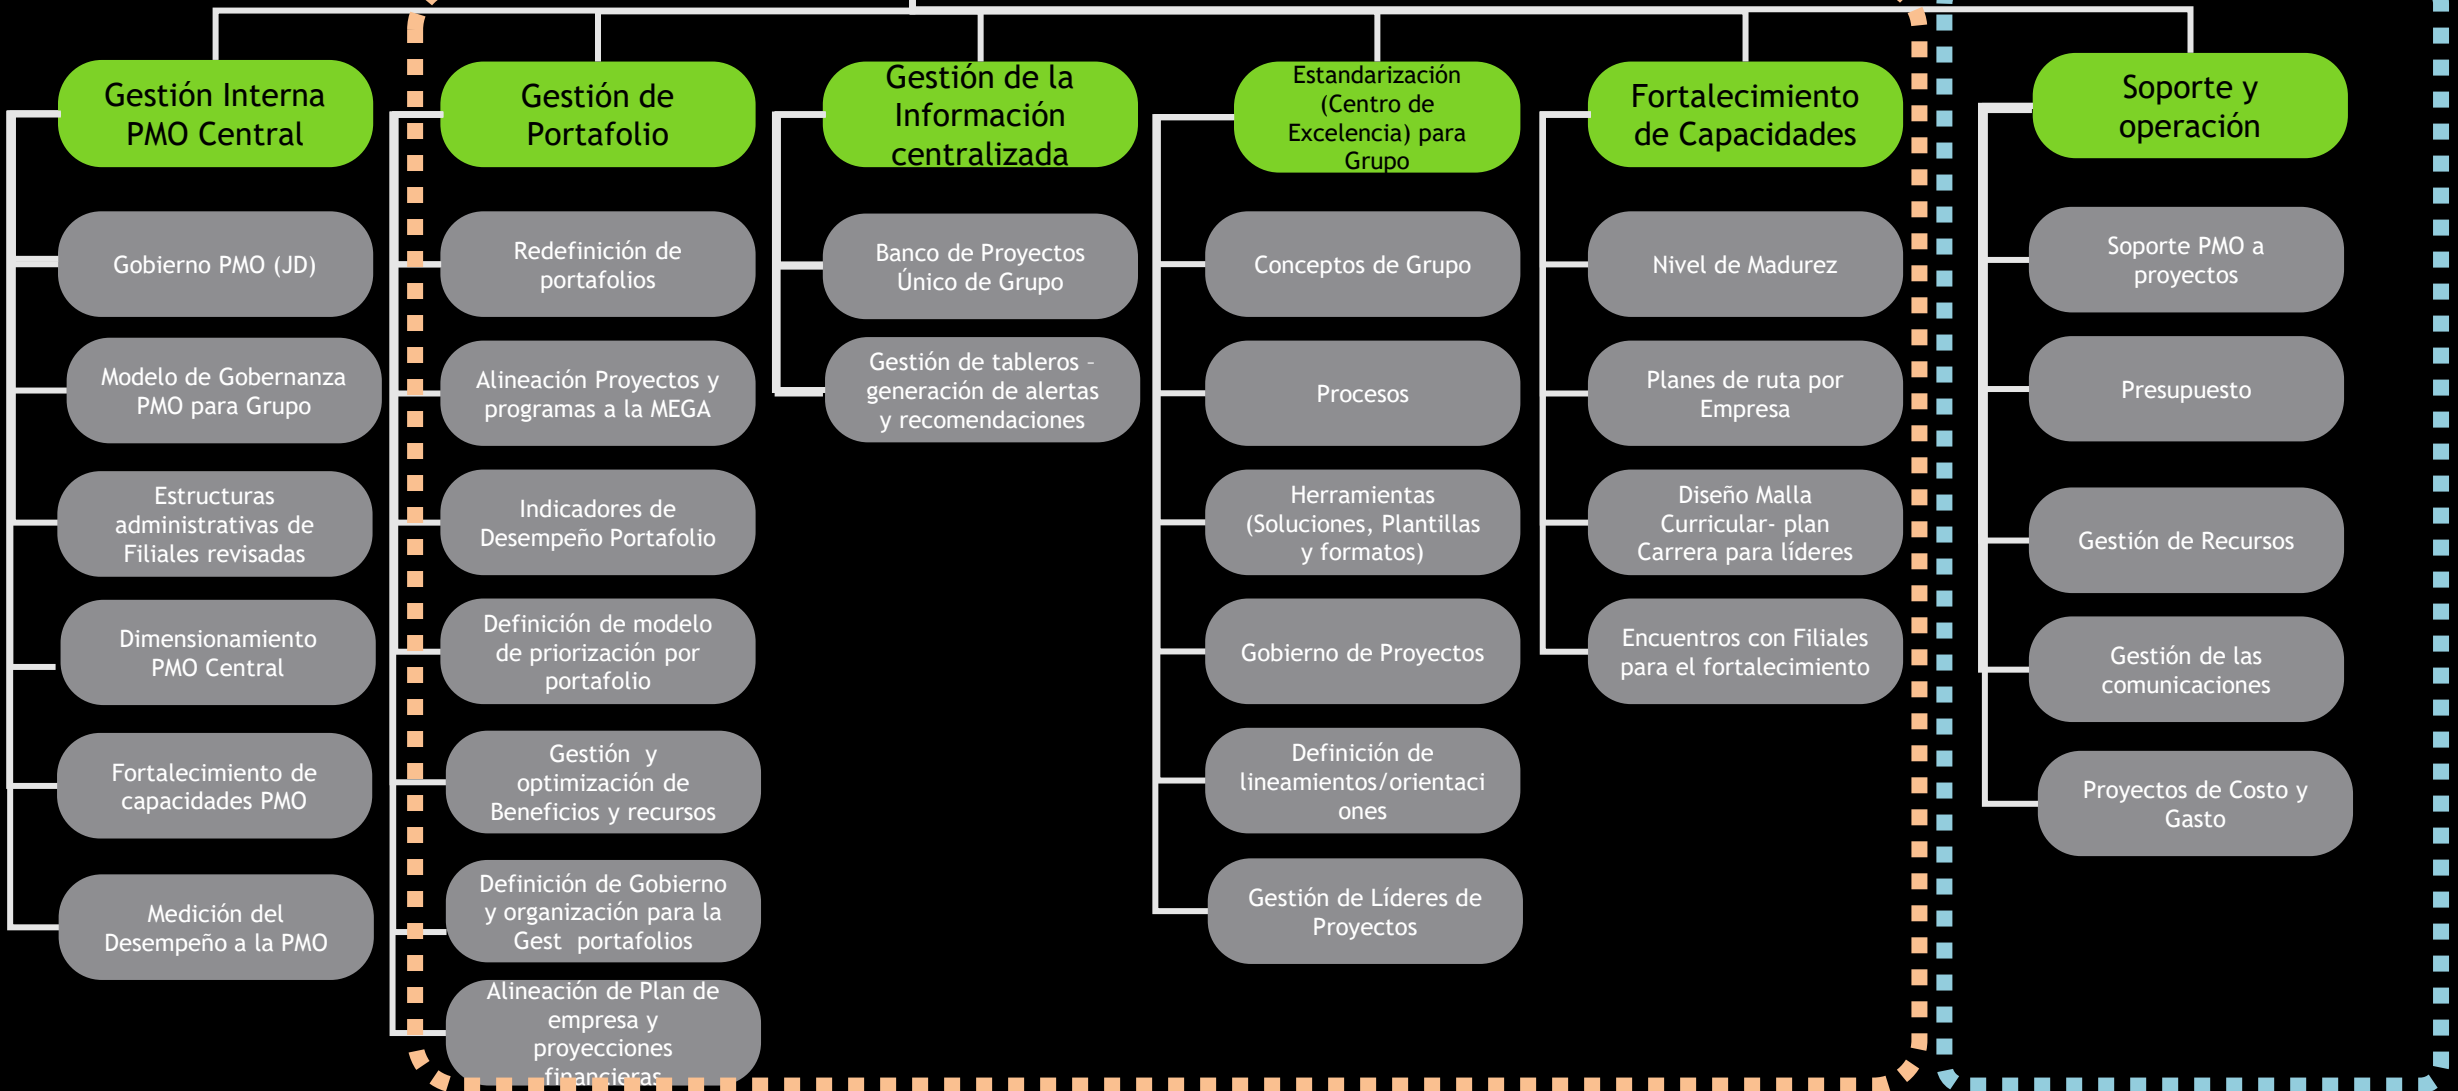 Gestión Interna
PMO Central
Gobierno PMO (JD)
Modelo de Gobernanza
PMO para Grupo
Estructuras
administrativas de
Filiales revisadas
Dimensionamiento
PMO Central
Fortalecimiento de
capacidades PMO
Medición del
Desempeño a la PMO
Gestión de
Portafolio
Redefinición de
portafolios
Alineación Proyectos y
programas a la MEGA
Indicadores de
Desempeño Portafolio
Definición de modelo
de priorización por
portafolio
Gestión y
optimización de
Beneficios y recursos
Definición de Gobierno
y organización para la
Gest portafolios
Alineación de Plan de
empresa y
proyecciones
financieras
Gestión de la
Información
centralizada
Banco de Proyectos
Único de Grupo
Gestión de tableros –
generación de alertas
y recomendaciones
Estandarización
(Centro de
Excelencia) para
Grupo
Conceptos de Grupo
Procesos
Herramientas
(Soluciones, Plantillas
y formatos)
Gobierno de Proyectos
Definición de
lineamientos/orientaci
ones
Gestión de Líderes de
Proyectos
Fortalecimiento
de Capacidades
Nivel de Madurez
Planes de ruta por
Empresa
Diseño Malla
Curricular- plan
Carrera para líderes
Encuentros con Filiales
para el fortalecimiento
Soporte y
operación
Soporte PMO a
proyectos
Presupuesto
Gestión de Recursos
Gestión de las
comunicaciones
Proyectos de Costo y
Gasto